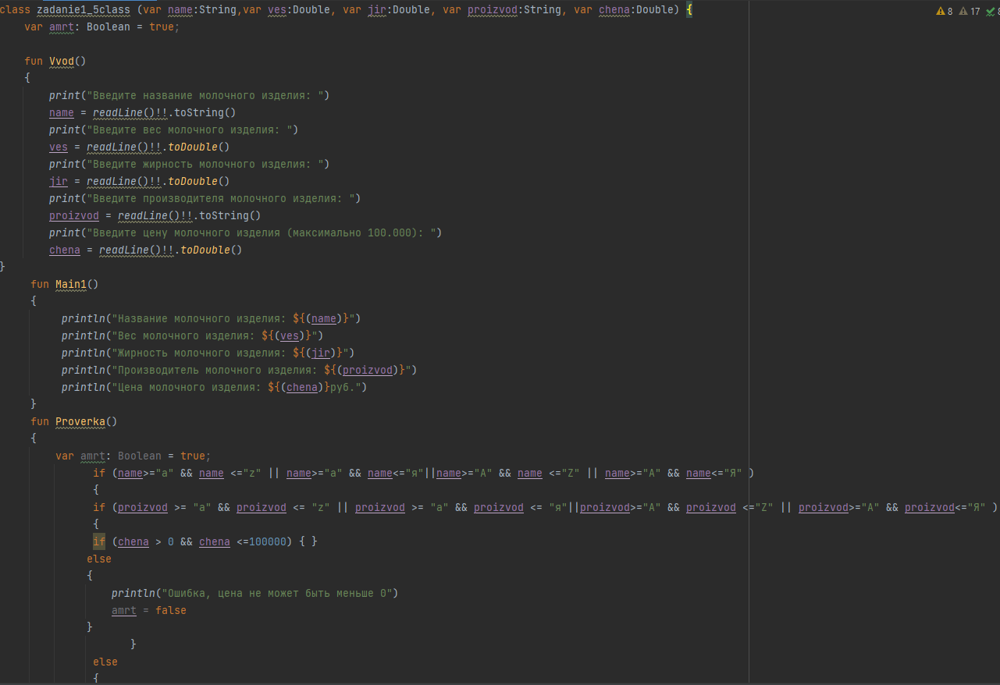 class zadanie1_5class (var name:String,var ves:Double, var jir:Double, var proizvod:String, var chena:Double) {
8 17 8
var amrt: Boolean = true;
fun Vvod()
{
print("Введите название молочного изделия: ")
name = readLine()!!.toString()
print("Введите вес молочного изделия: ")
ves = readLine()!!.toDouble()
print("Введите жирность молочного изделия: ")
jir = readLine()!!.toDouble()
print("Введите производителя молочного изделия: ")
proizvod = readLine()!!.toString()
print("Введите цену молочного изделия (максимально 100.000): ")
chena = readLine()!!.toDouble()
}
fun Main1()
{
println("Название молочного изделия: ${(name)}")
println("Вес молочного изделия: ${(ves)}")
println("Жирность молочного изделия: ${(jir)}")
println("Производитель молочного изделия: ${(proizvod)}")
println("Цена молочного изделия: ${(chena)}руб.")
}
fun Proverka()
{
var amrt: Boolean = true;
if (name>="a" && name <="z" || name>="а" && name<="я"||name>="A" && name <="Z" || name>="А" && name<="Я" )
{
if (proizvod >= "a" && proizvod <= "z" || proizvod >= "а" && proizvod <= "я"||proizvod>="A" && proizvod <="Z" || proizvod>="А" && proizvod<="Я" )
{
if (chena > 0 && chena <=100000) { }
else
{
println("Ошибка, цена не может быть меньше 0")
amrt = false
}
}
else
{